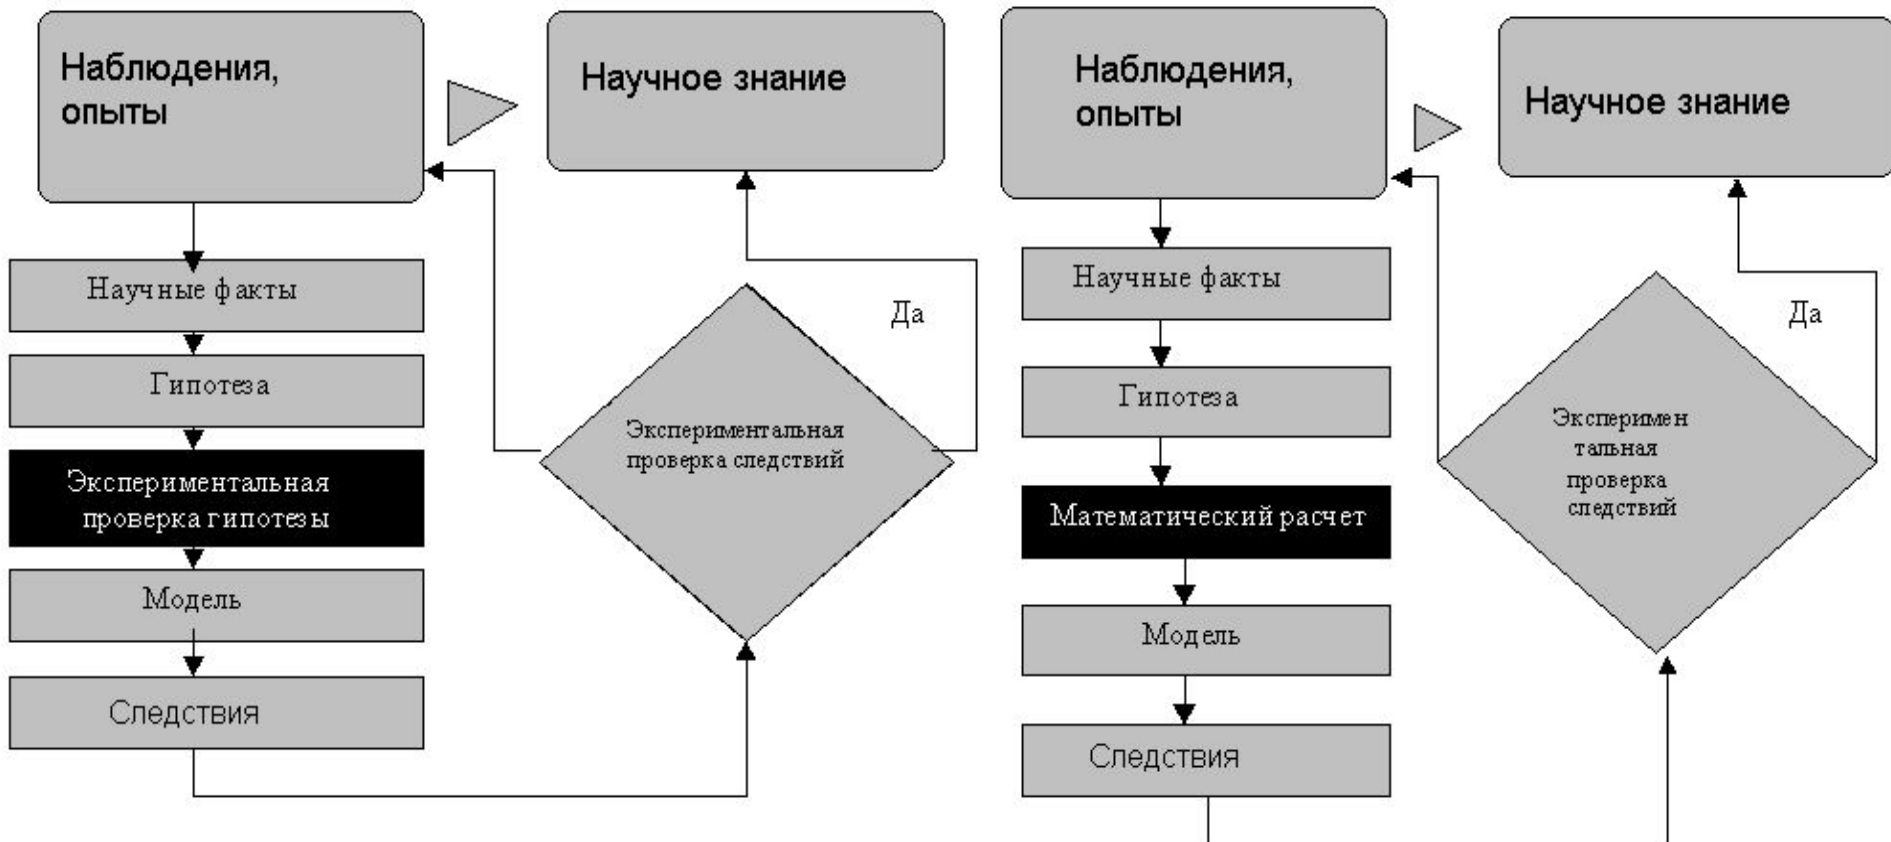 Наблюдения,
опыты
Научное знание
Научные факты
Гипотеза
Экспериментальная
проверка гипотезы
Модель
Следствия
Экспериментальная
проверка следствий
Да
Наблюдения,
опыты
Научное знание
Научные факты
Гипотеза
Математический расчет
Модель
Следствия
Эксперимен
тальная
проверка
следствий
Да